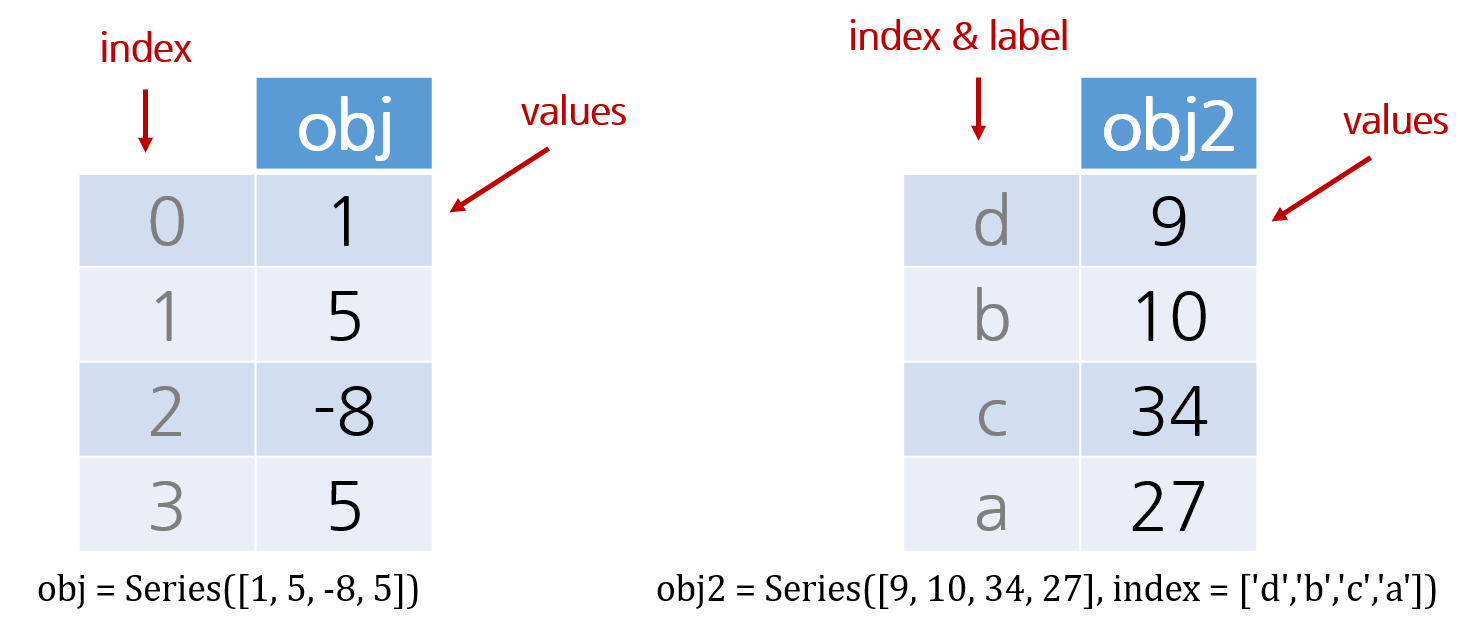 index
obj
values
0 1
1 5
2 -8
3 5
obj = Series([1, 5, -8, 5])
index & label
obj2
values
d 9
b 10
c 34
a 27
obj2 = Series([9, 10, 34, 27], index = ['d','b','c','a'])